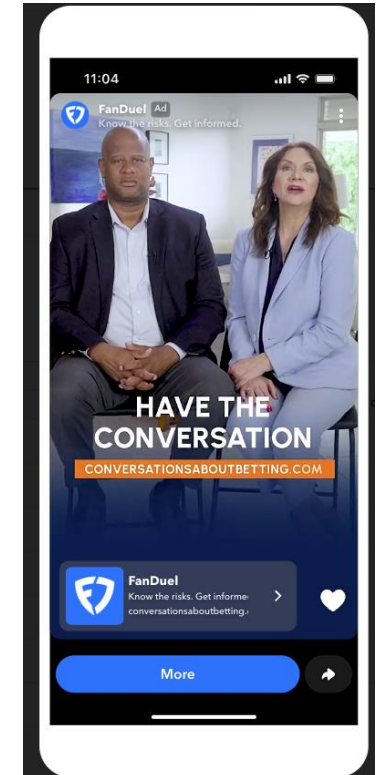 11:04
FanDuel Ad
Know the risks. Get informed.
HAVE THE
CONVERSATION
CONVERSATIONSABOUTBETTING.COM
FanDuel
Know the risks. Get informe
conversationsaboutbetting.
More